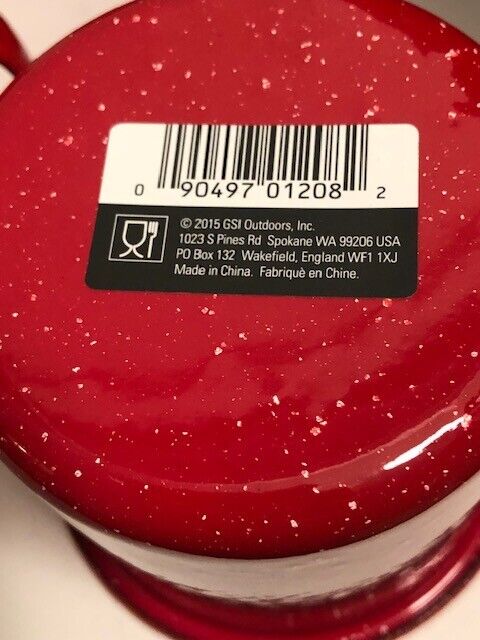 0 90497 01208 2
© 2015 GSI Outdoors, Inc.
1023 S Pines Rd Spokane WA 99206 USA
PO Box 132 Wakefield, England WF1 1XJ
Made in China. Fabriquè en Chine.